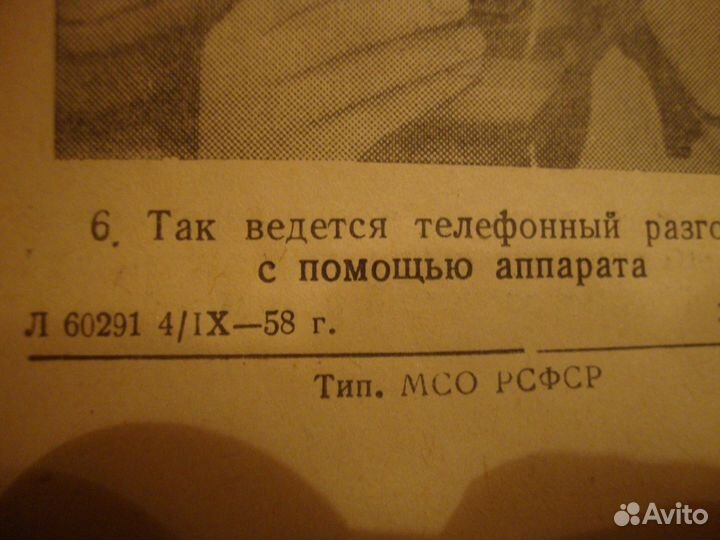 6. Так ведется телефонный
с помощью аппарата
Л 60291 4/IX—58 г.
Тип. МСО РСФСР
Avito